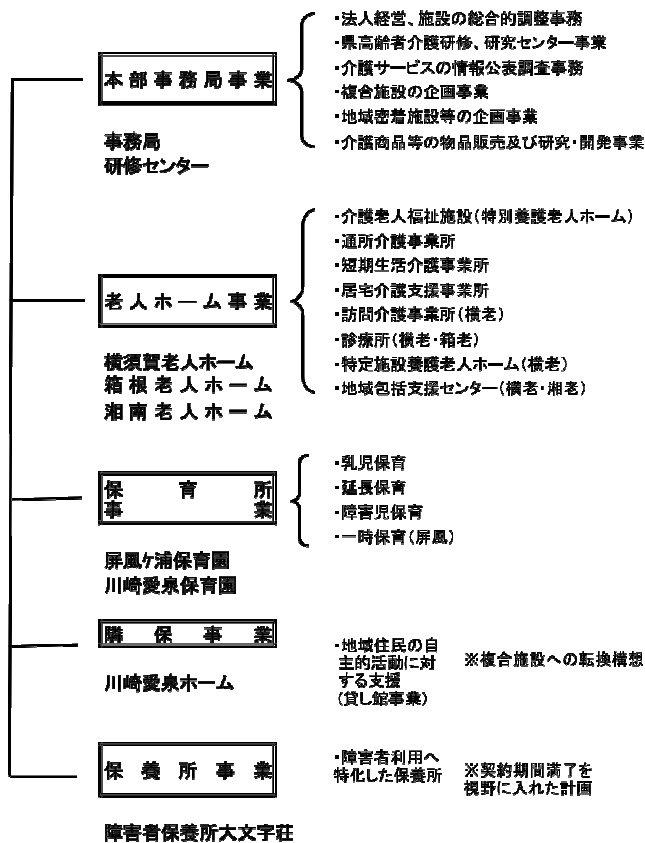 本部事務局事業
事務局
研修センター
・法人経営、施設の総合的調整事務
・県高齢者介護研修、研究センター事業
・介護サービスの情報公表調査事務
・複合施設の企画事業
・地域密着施設等の企画事業
・介護商品等の物品販売及び研究・開発事業
老人ホーム事業
横須賀老人ホーム
箱根老人ホーム
湘南老人ホーム
・介護老人福祉施設(特別養護老人ホーム)
・通所介護事業所
・短期生活介護事業所
・居宅介護支援事業所
・訪問介護事業所(横老)
・診療所(横老・箱老)
・特定施設養護老人ホーム(横老)
・地域包括支援センター(横老・湘老)
保育所
事業
屏風ケ浦保育園
川崎愛泉保育園
・乳児保育
・延長保育
・障害児保育
・一時保育(屏風)
隣保事業
川崎愛泉ホーム
・地域住民の自
主的活動に対
する支援
(貸し館事業)
※複合施設への転換構想
保養所事業
障害者保養所大文字荘
・障害者利用へ
特化した保養所
※契約期間満了を
視野に入れた計画